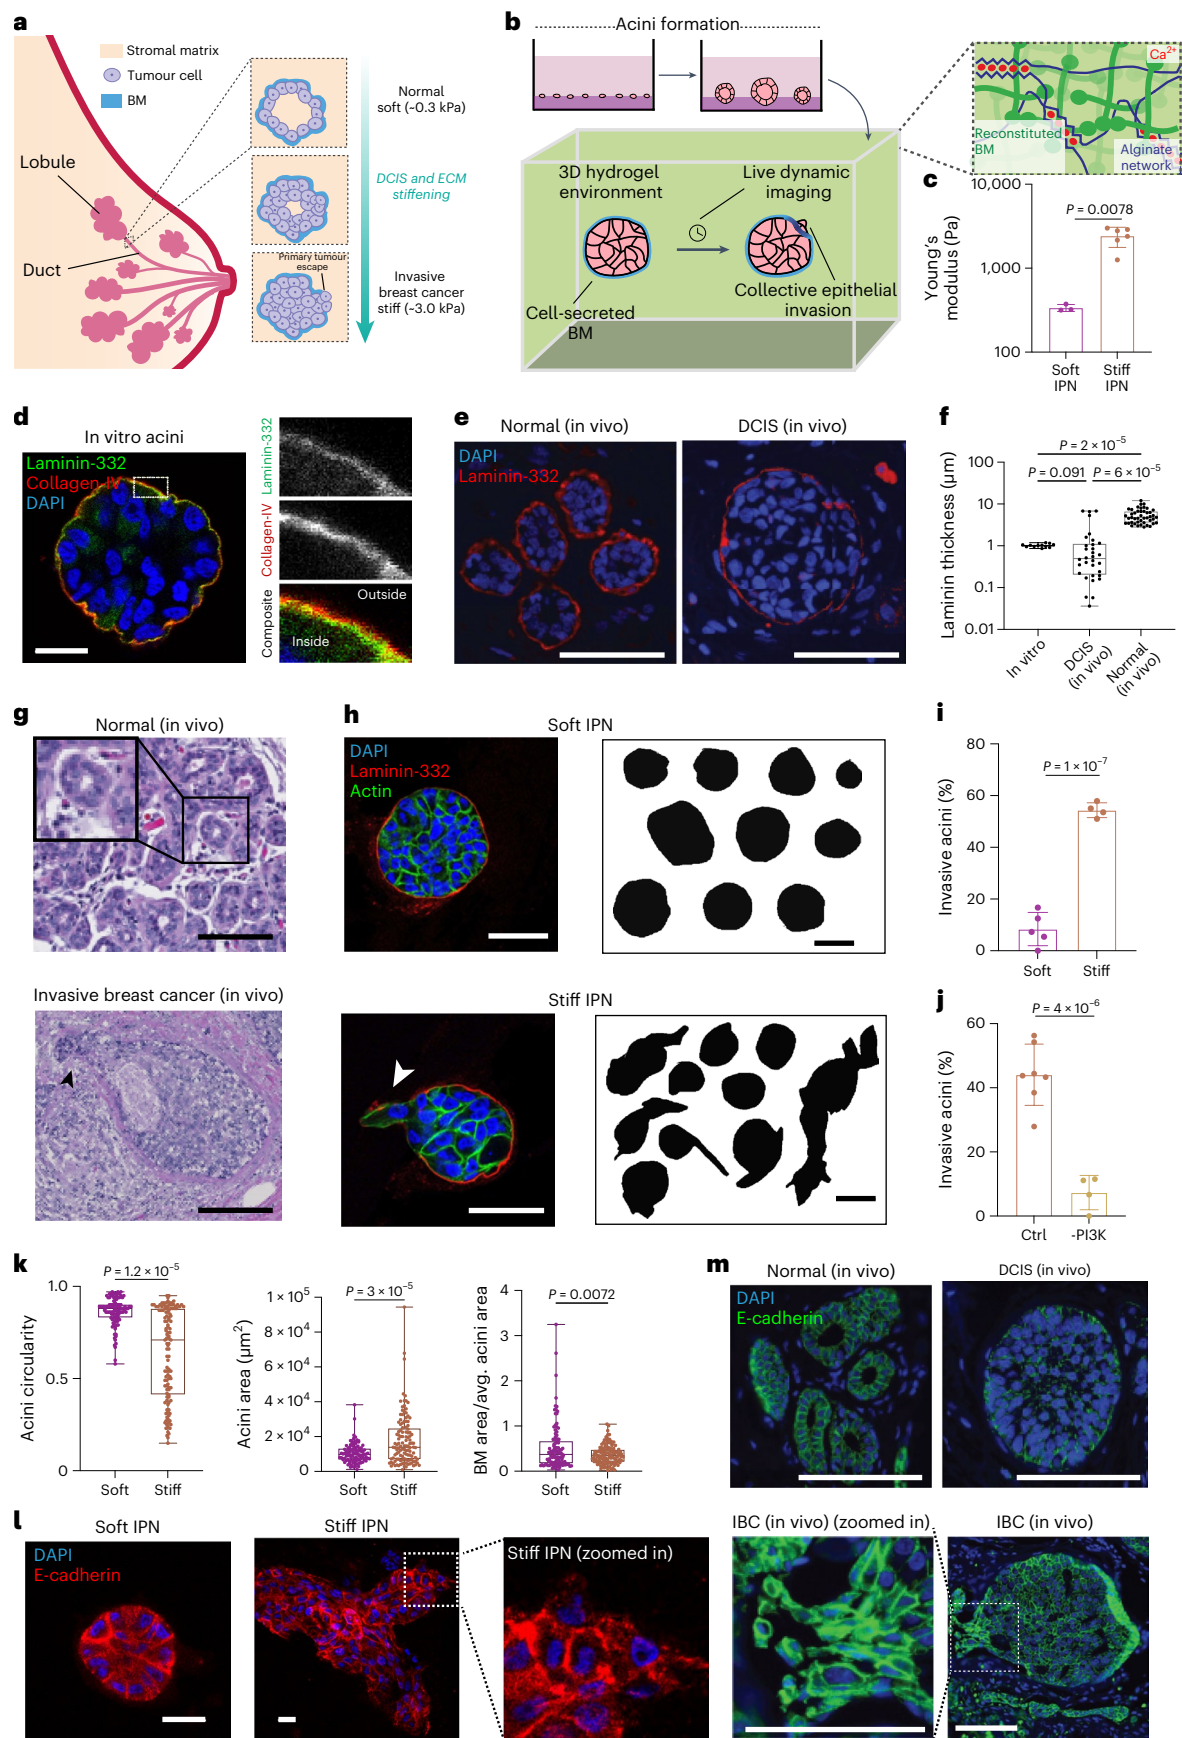 a
Stromal matrix
Tumour cell
BM
Lobule
Duct
Normal
soft (~0.3 kPa)
DCIS and ECM
stiffening
Primary tumour
escape
Invasive
breast cancer
stiff (~3.0 kPa)
b
Acini formation
3D hydrogel
environment
Live dynamic
imaging
Cell-secreted
BM
Collective epithelial
invasion
Ca2+
Reconstituted
BM
Alginate
network
c
Young's
modulus (Pa)
10,000
1,000
100
P = 0.0078
Soft
IPN
Stiff
IPN
d
In vitro acini
Laminin-332
Collagen-IV
DAPI
Laminin-332
Collagen-IV
Composite
Outside
Inside
e
Normal (in vivo)
DCIS (in vivo)
DAPI
Laminin-332
f
Laminin thickness (µm)
P = 2 × 10−5
P = 0.091
P = 6 × 10−5
100
10
1
0.1
0.01
In vitro
DCIS
(in vivo)
Normal
(in vivo)
g
Normal (in vivo)
Invasive breast cancer (in vivo)
h
Soft IPN
DAPI
Laminin-332
Actin
Stiff IPN
i
Invasive acini (%)
80
60
40
20
0
P = 1 × 10−7
Soft
Stiff
j
Invasive acini (%)
P = 4 × 10−6
60
40
20
0
Ctrl
-PI3K
k
Acini circularity
P = 1.2 × 10−5
1.0
0.5
0
Soft
Stiff
Acini area (µm2)
P = 3 × 10−5
1 × 105
8 × 104
6 × 104
4 × 104
2 × 104
0
Soft
Stiff
BM area/avg. acini area
P = 0.0072
4
3
2
1
0
Soft
Stiff
l
Soft IPN
DAPI
E-cadherin
Stiff IPN
Stiff IPN (zoomed in)
m
Normal (in vivo)
DAPI
E-cadherin
DCIS (in vivo)
IBC (in vivo) (zoomed in)
IBC (in vivo)